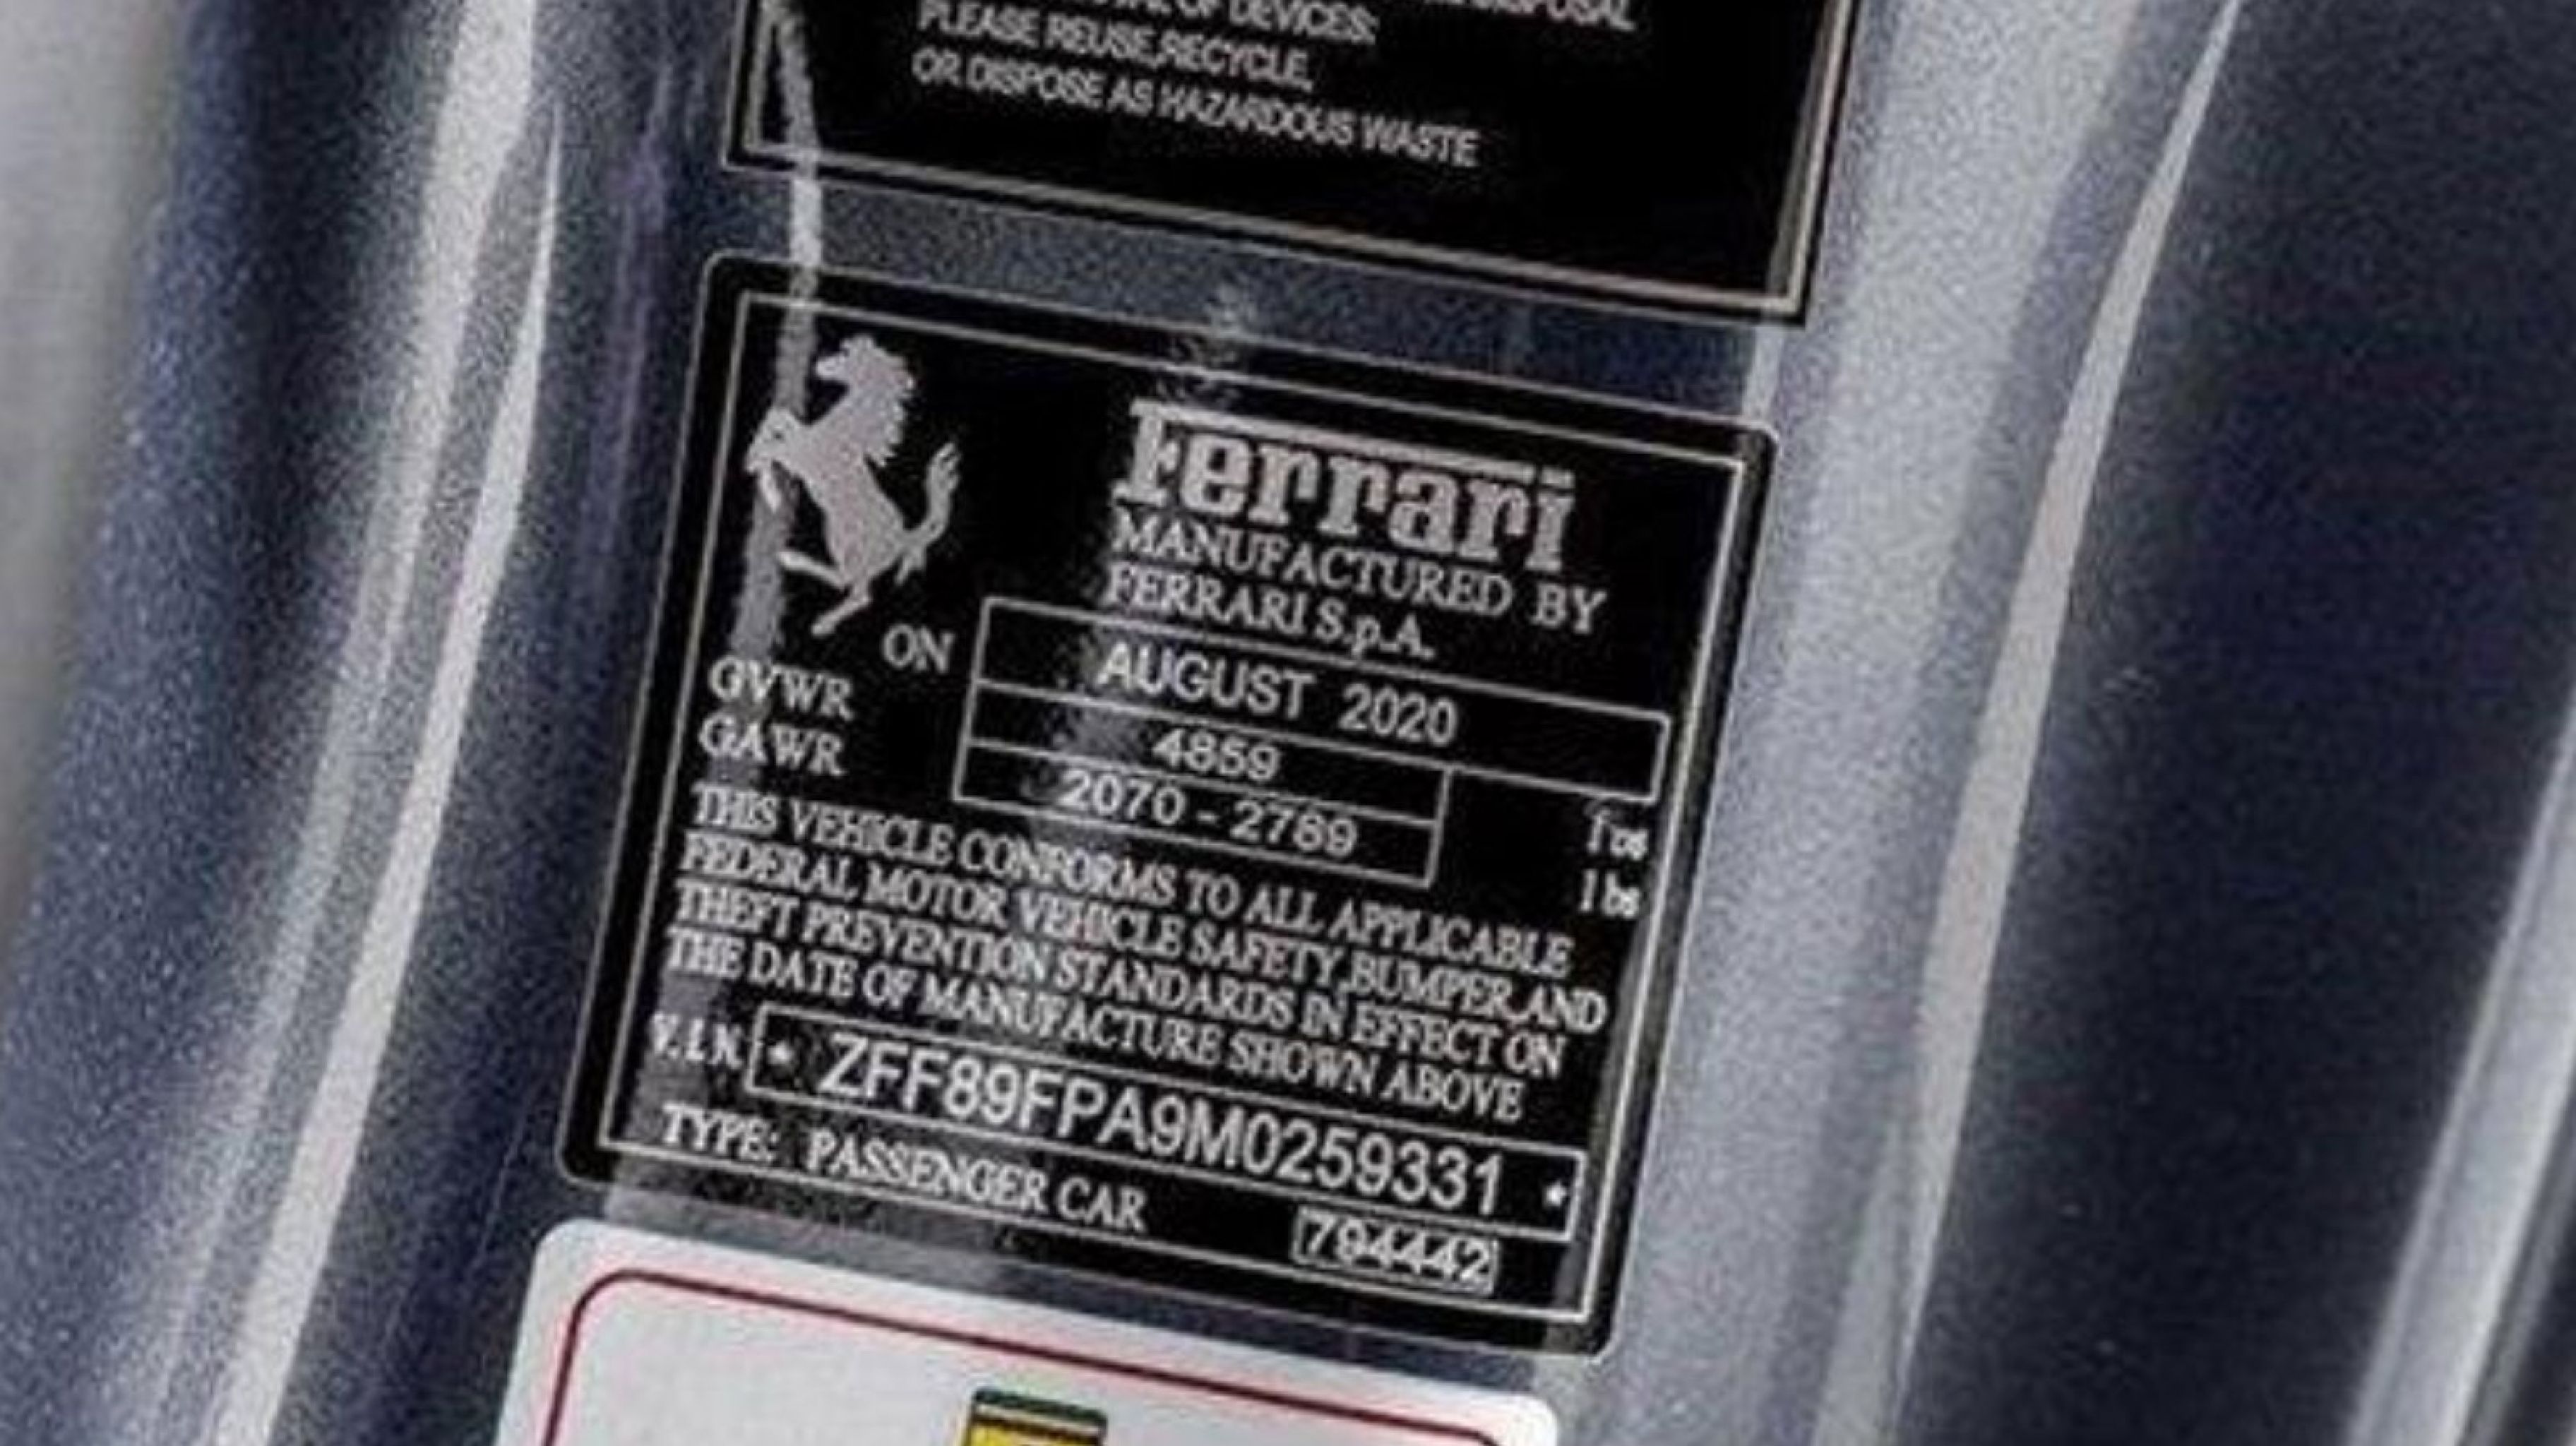 OF DEVICES:
PLEASE REUSE,RECYCLE,
OR DISPOSE AS HAZARDOUS WASTE
Ferrari
MANUFACTURED BY
FERRARI S.p.A.
ON AUGUST 2020
GVWR 4859 lbs
GAWR 2070 - 2789 lbs
THIS VEHICLE CONFORMS TO ALL APPLICABLE
FEDERAL MOTOR VEHICLE SAFETY,BUMPER,AND
THEFT PREVENTION STANDARDS IN EFFECT ON
THE DATE OF MANUFACTURE SHOWN ABOVE
V.I.N. * ZFF89FPA9M0259331 *
TYPE: PASSENGER CAR
794442